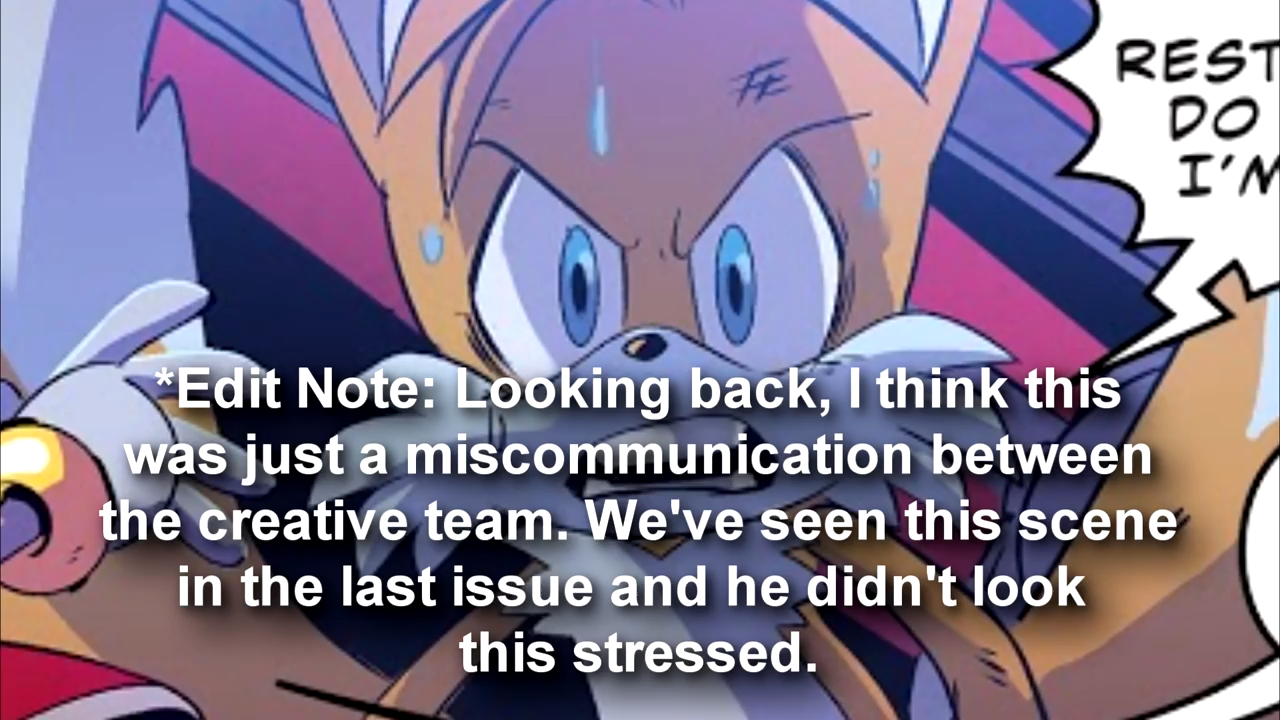 REST
DO
I'M
*Edit Note: Looking back, I think this
was just a miscommunication between
the creative team. We've seen this scene
in the last issue and he didn't look
this stressed.